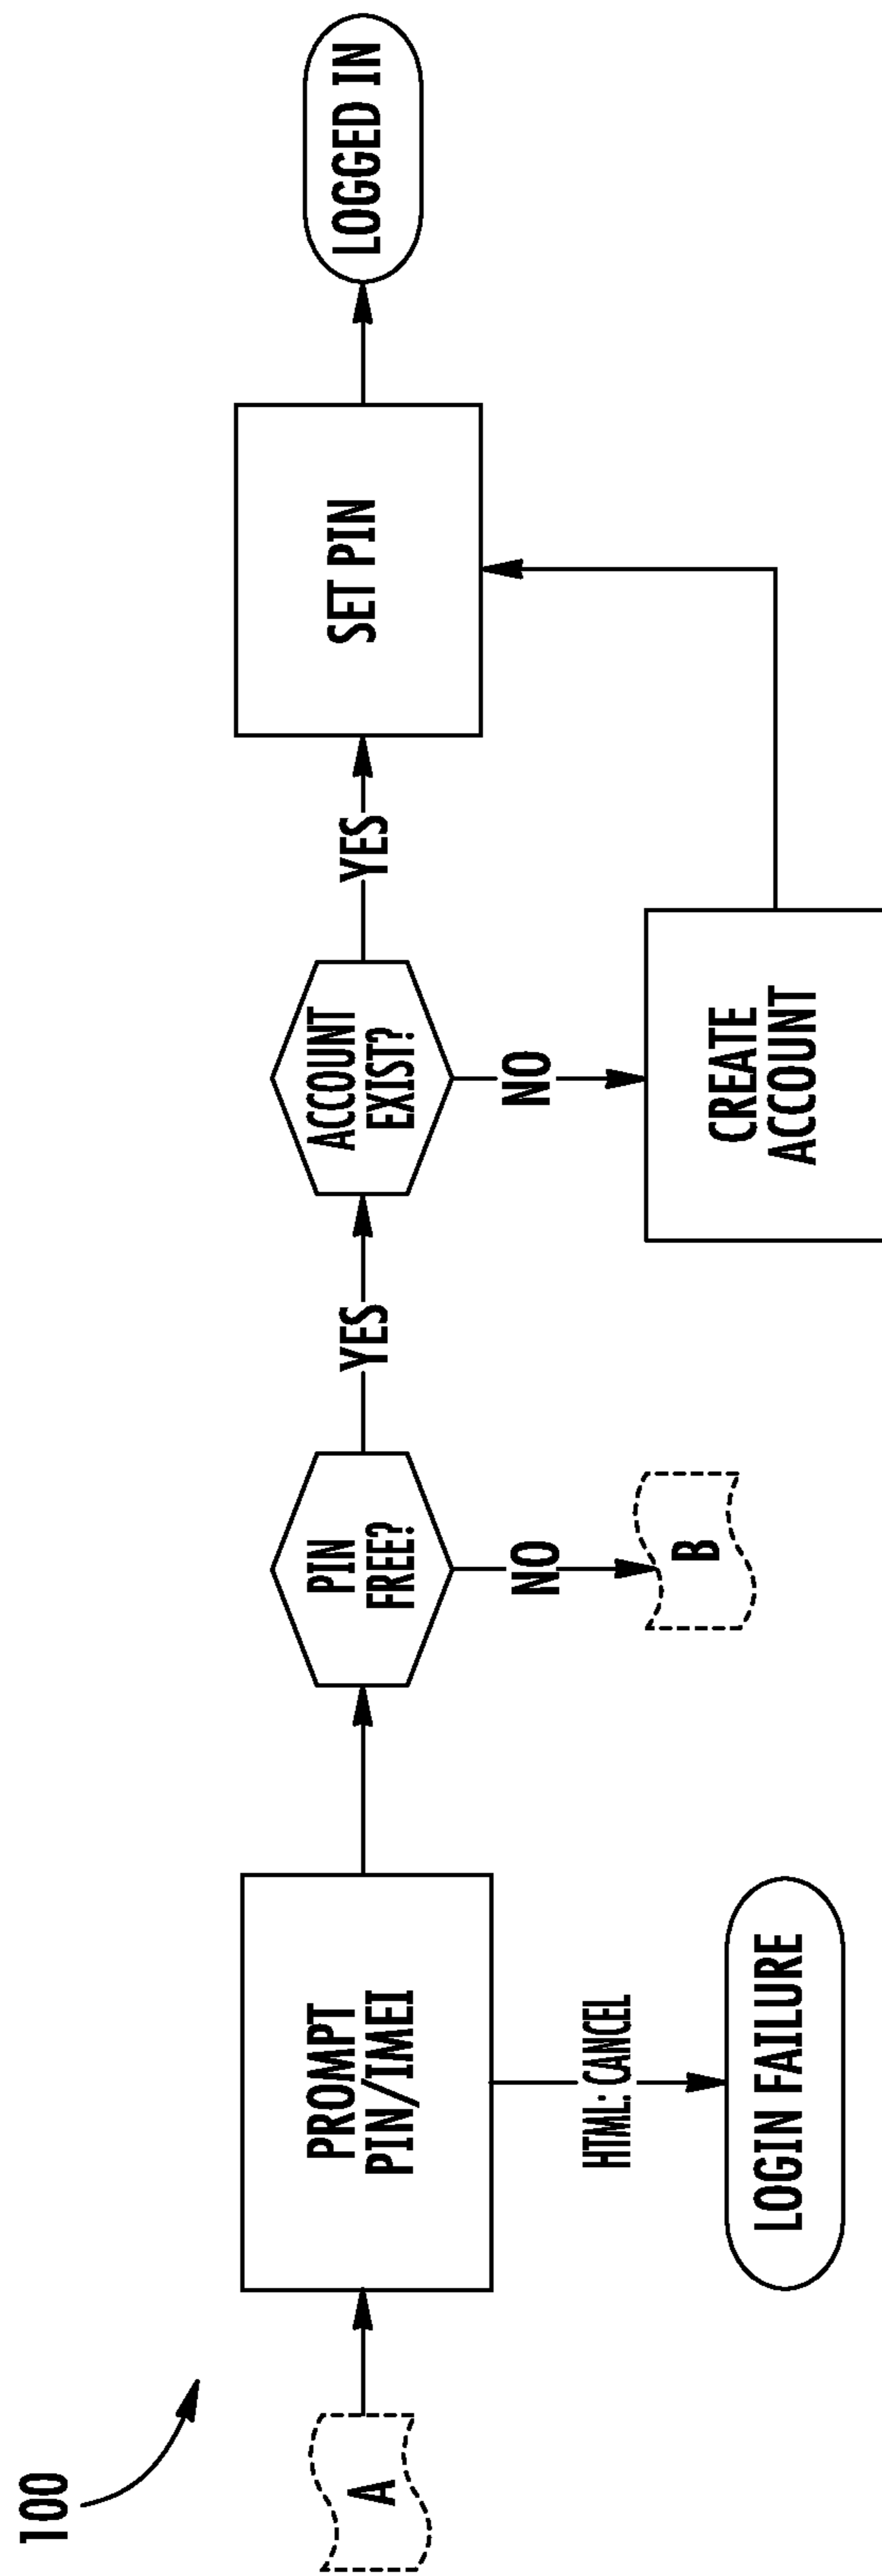 100
A
PROMPT
PIN/IMEI
HTML: CANCEL
LOGIN FAILURE
PIN
FREE?
NO
B
YES
ACCOUNT
EXIST?
NO
CREATE
ACCOUNT
YES
SET PIN
LOGGED IN